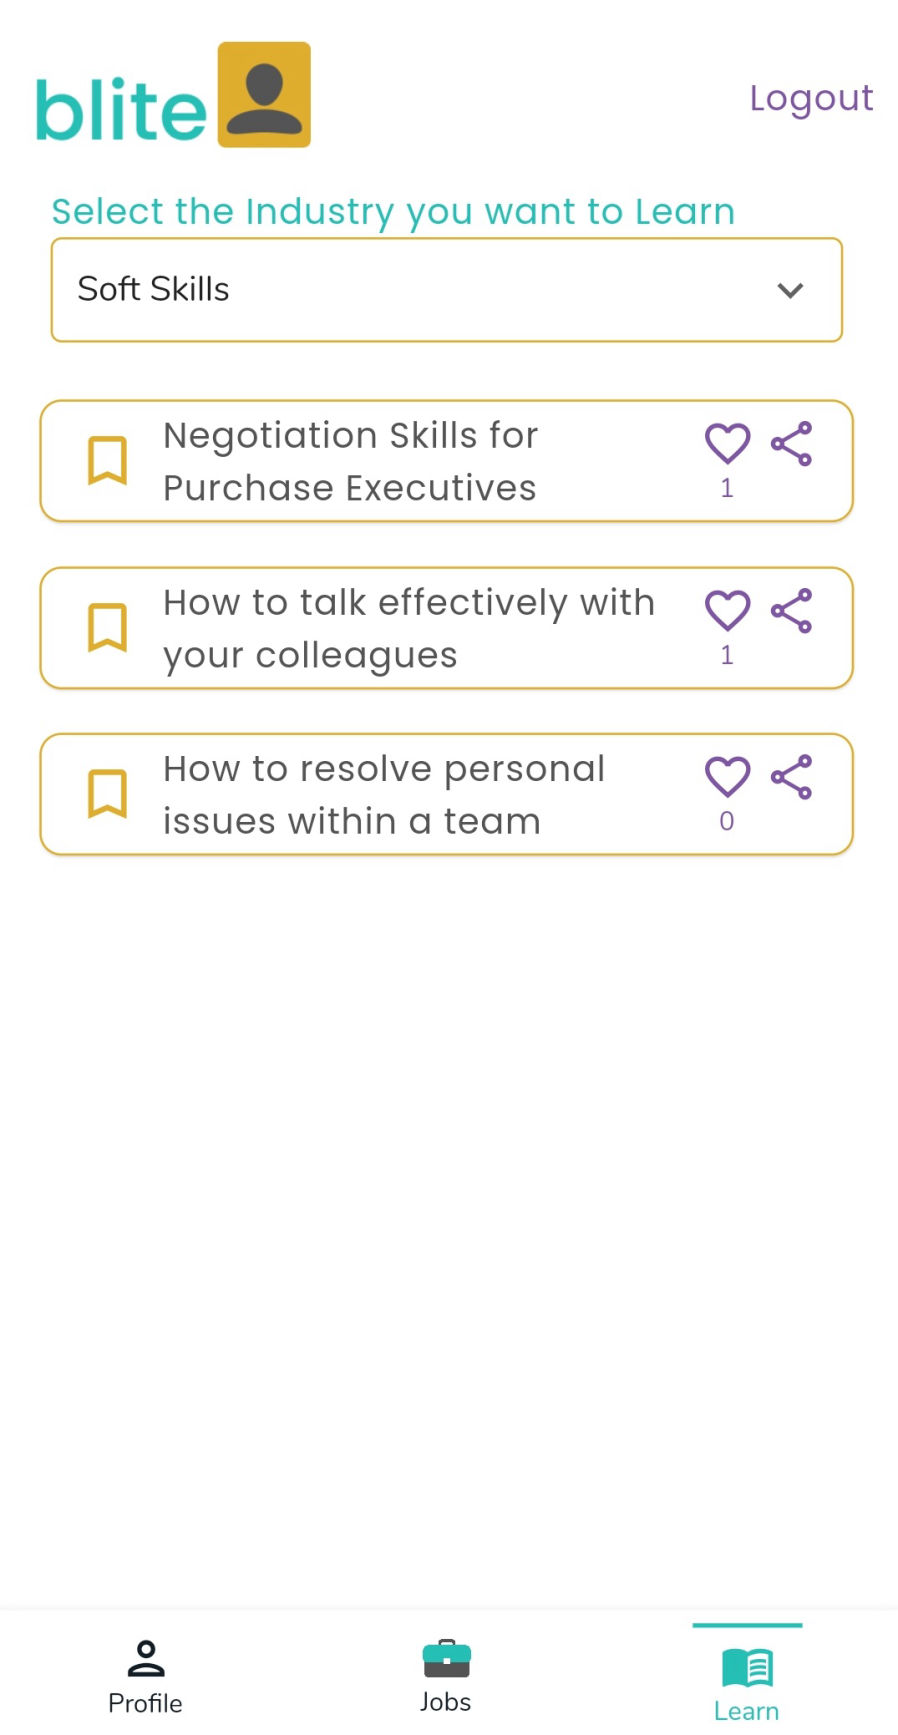 blite
Logout
Select the Industry you want to Learn
Soft Skills
Negotiation Skills for
Purchase Executives
1
How to talk effectively with
your colleagues
1
How to resolve personal
issues within a team
0
Profile
Jobs
Learn